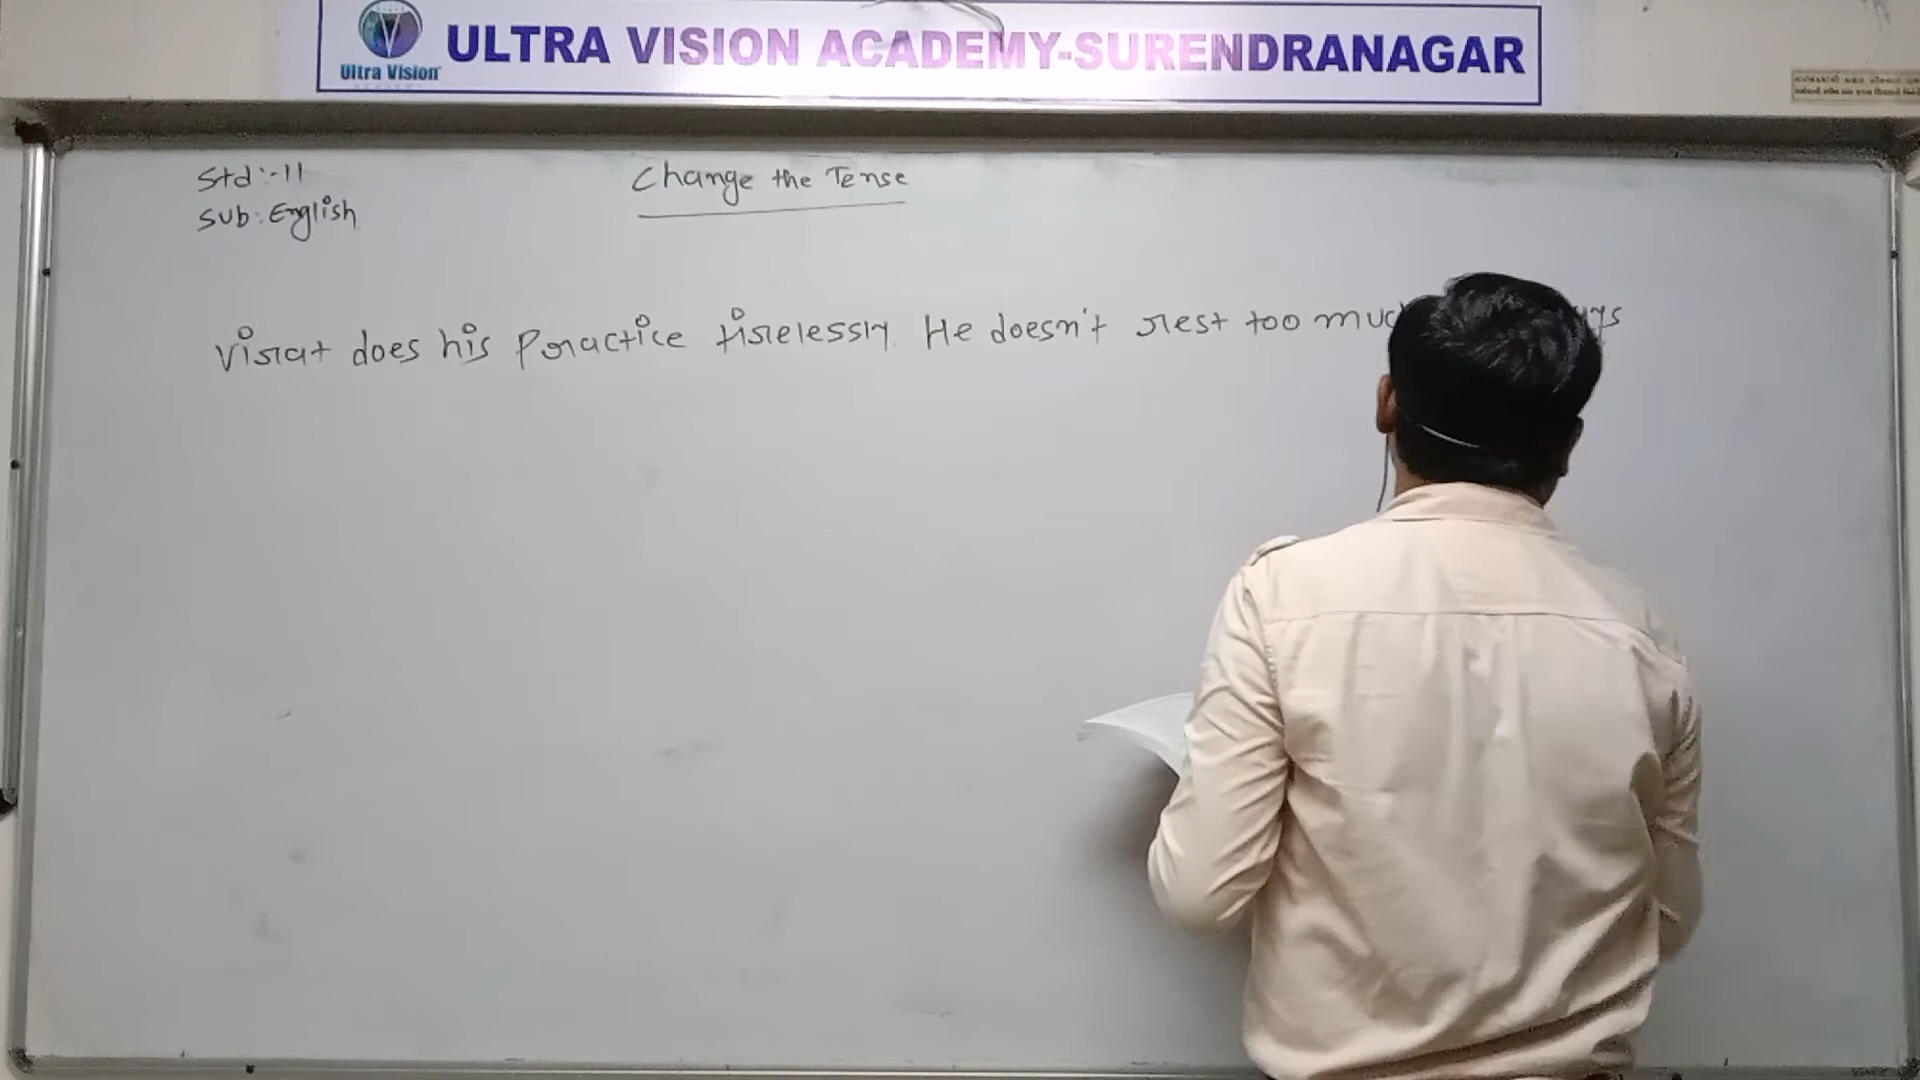 Ultra Vision
ACADEMY
ULTRA VISION ACADEMY-SURENDRANAGAR
Std:-11
Sub: English
Change the Tense
Virat does his Practice tirelessly. He doesn't rest too